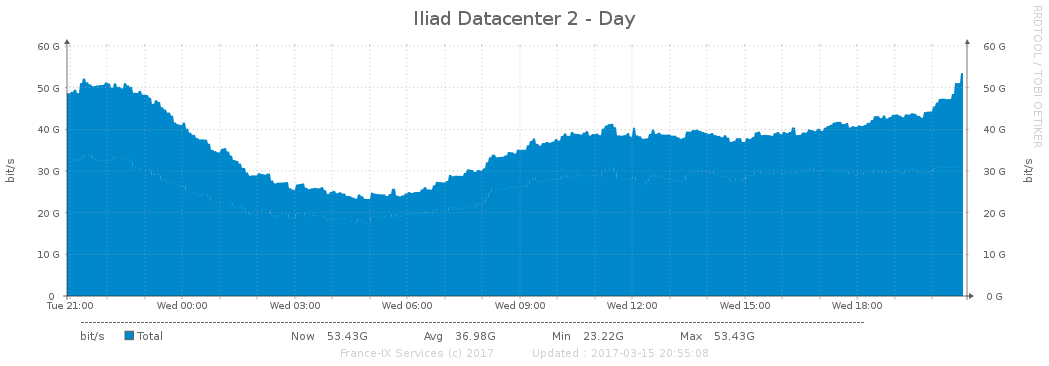 Iliad Datacenter 2 - Day
RRDTOOL / TOBI OETIKER
bit/s
60 G 60 G
50 G 50 G
40 G 40 G
30 G 30 G
20 G 20 G
10 G 10 G
0 0 G
bit/s
Tue 21:00 Wed 00:00 Wed 03:00 Wed 06:00 Wed 09:00 Wed 12:00 Wed 15:00 Wed 18:00
bit/s Total Now 53.43G Avg 36.98G Min 23.22G Max 53.43G
France-IX Services (c) 2017 Updated : 2017-03-15 20:55:08